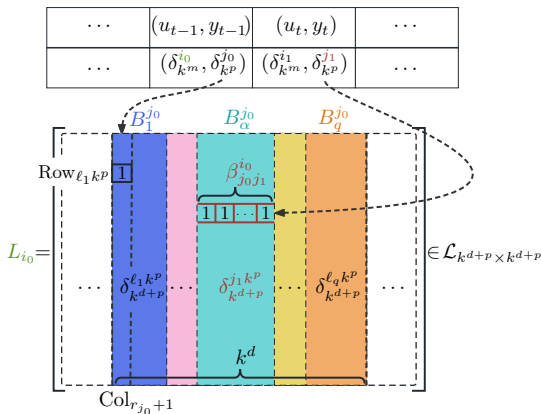 ⋯ (u_{t−1}, y_{t−1}) (u_t, y_t) ⋯
⋯ (δ_{k^m}^{i_0}, δ_{k^p}^{j_0}) (δ_{k^m}^{i_1}, δ_{k^p}^{j_1}) ⋯
B_1^{j_0} B_α^{j_0} B_q^{j_0}
Row_{ℓ_1 k^p} 1
β_{j_0 j_1}^{i_0}
1 1 ⋯ 1
L_{i_0} = ∈ 𝓛_{k^{d+p} × k^{d+p}}
⋯ δ_{k^{d+p}}^{ℓ_1 k^p} ⋯ δ_{k^{d+p}}^{j_1 k^p} ⋯ δ_{k^{d+p}}^{ℓ_q k^p} ⋯
k^d
Col_{r_{j_0}+1}